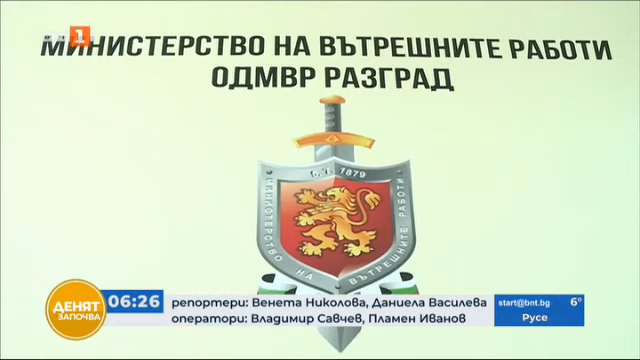 БНТ 1
МИНИСТЕРСТВО НА ВЪТРЕШНИТЕ РАБОТИ
ОДМВР РАЗГРАД
1879
МИНИСТЕРСТВО НА ВЪТРЕШНИТЕ РАБОТИ
ДЕНЯТ
ЗАПОЧВА
06:26
репортери: Венета Николова, Даниела Василева
оператори: Владимир Савчев, Пламен Иванов
start@bnt.bg
6°
Русе